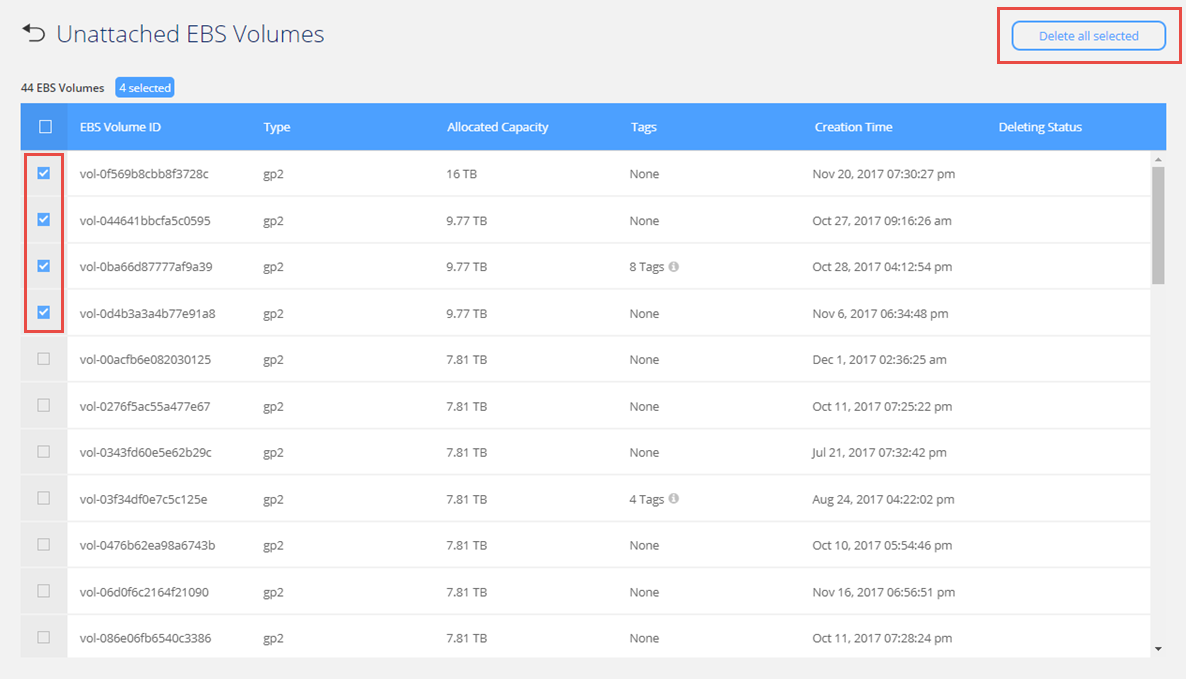 Unattached EBS Volumes
Delete all selected
44 EBS Volumes 4 selected
EBS Volume ID Type Allocated Capacity Tags Creation Time Deleting Status
vol-0f569b8cbb8f3728c gp2 16 TB None Nov 20, 2017 07:30:27 pm
vol-044641bbcfa5c0595 gp2 9.77 TB None Oct 27, 2017 09:16:26 am
vol-0ba66d87777af9a39 gp2 9.77 TB 8 Tags Oct 28, 2017 04:12:54 pm
vol-0d4b3a3a4b77e91a8 gp2 9.77 TB None Nov 6, 2017 06:34:48 pm
vol-00acfb6e082030125 gp2 7.81 TB None Dec 1, 2017 02:36:25 am
vol-0276f5ac55a477e67 gp2 7.81 TB None Oct 11, 2017 07:25:22 pm
vol-0343fd60e5e62b29c gp2 7.81 TB None Jul 21, 2017 07:32:42 pm
vol-03f34df0e7c5c125e gp2 7.81 TB 4 Tags Aug 24, 2017 04:22:02 pm
vol-0476b62ea98a6743b gp2 7.81 TB None Oct 10, 2017 05:54:46 pm
vol-06d0f6c2164f21090 gp2 7.81 TB None Nov 16, 2017 06:56:51 pm
vol-086e06fb6540c3386 gp2 7.81 TB None Oct 11, 2017 07:28:24 pm